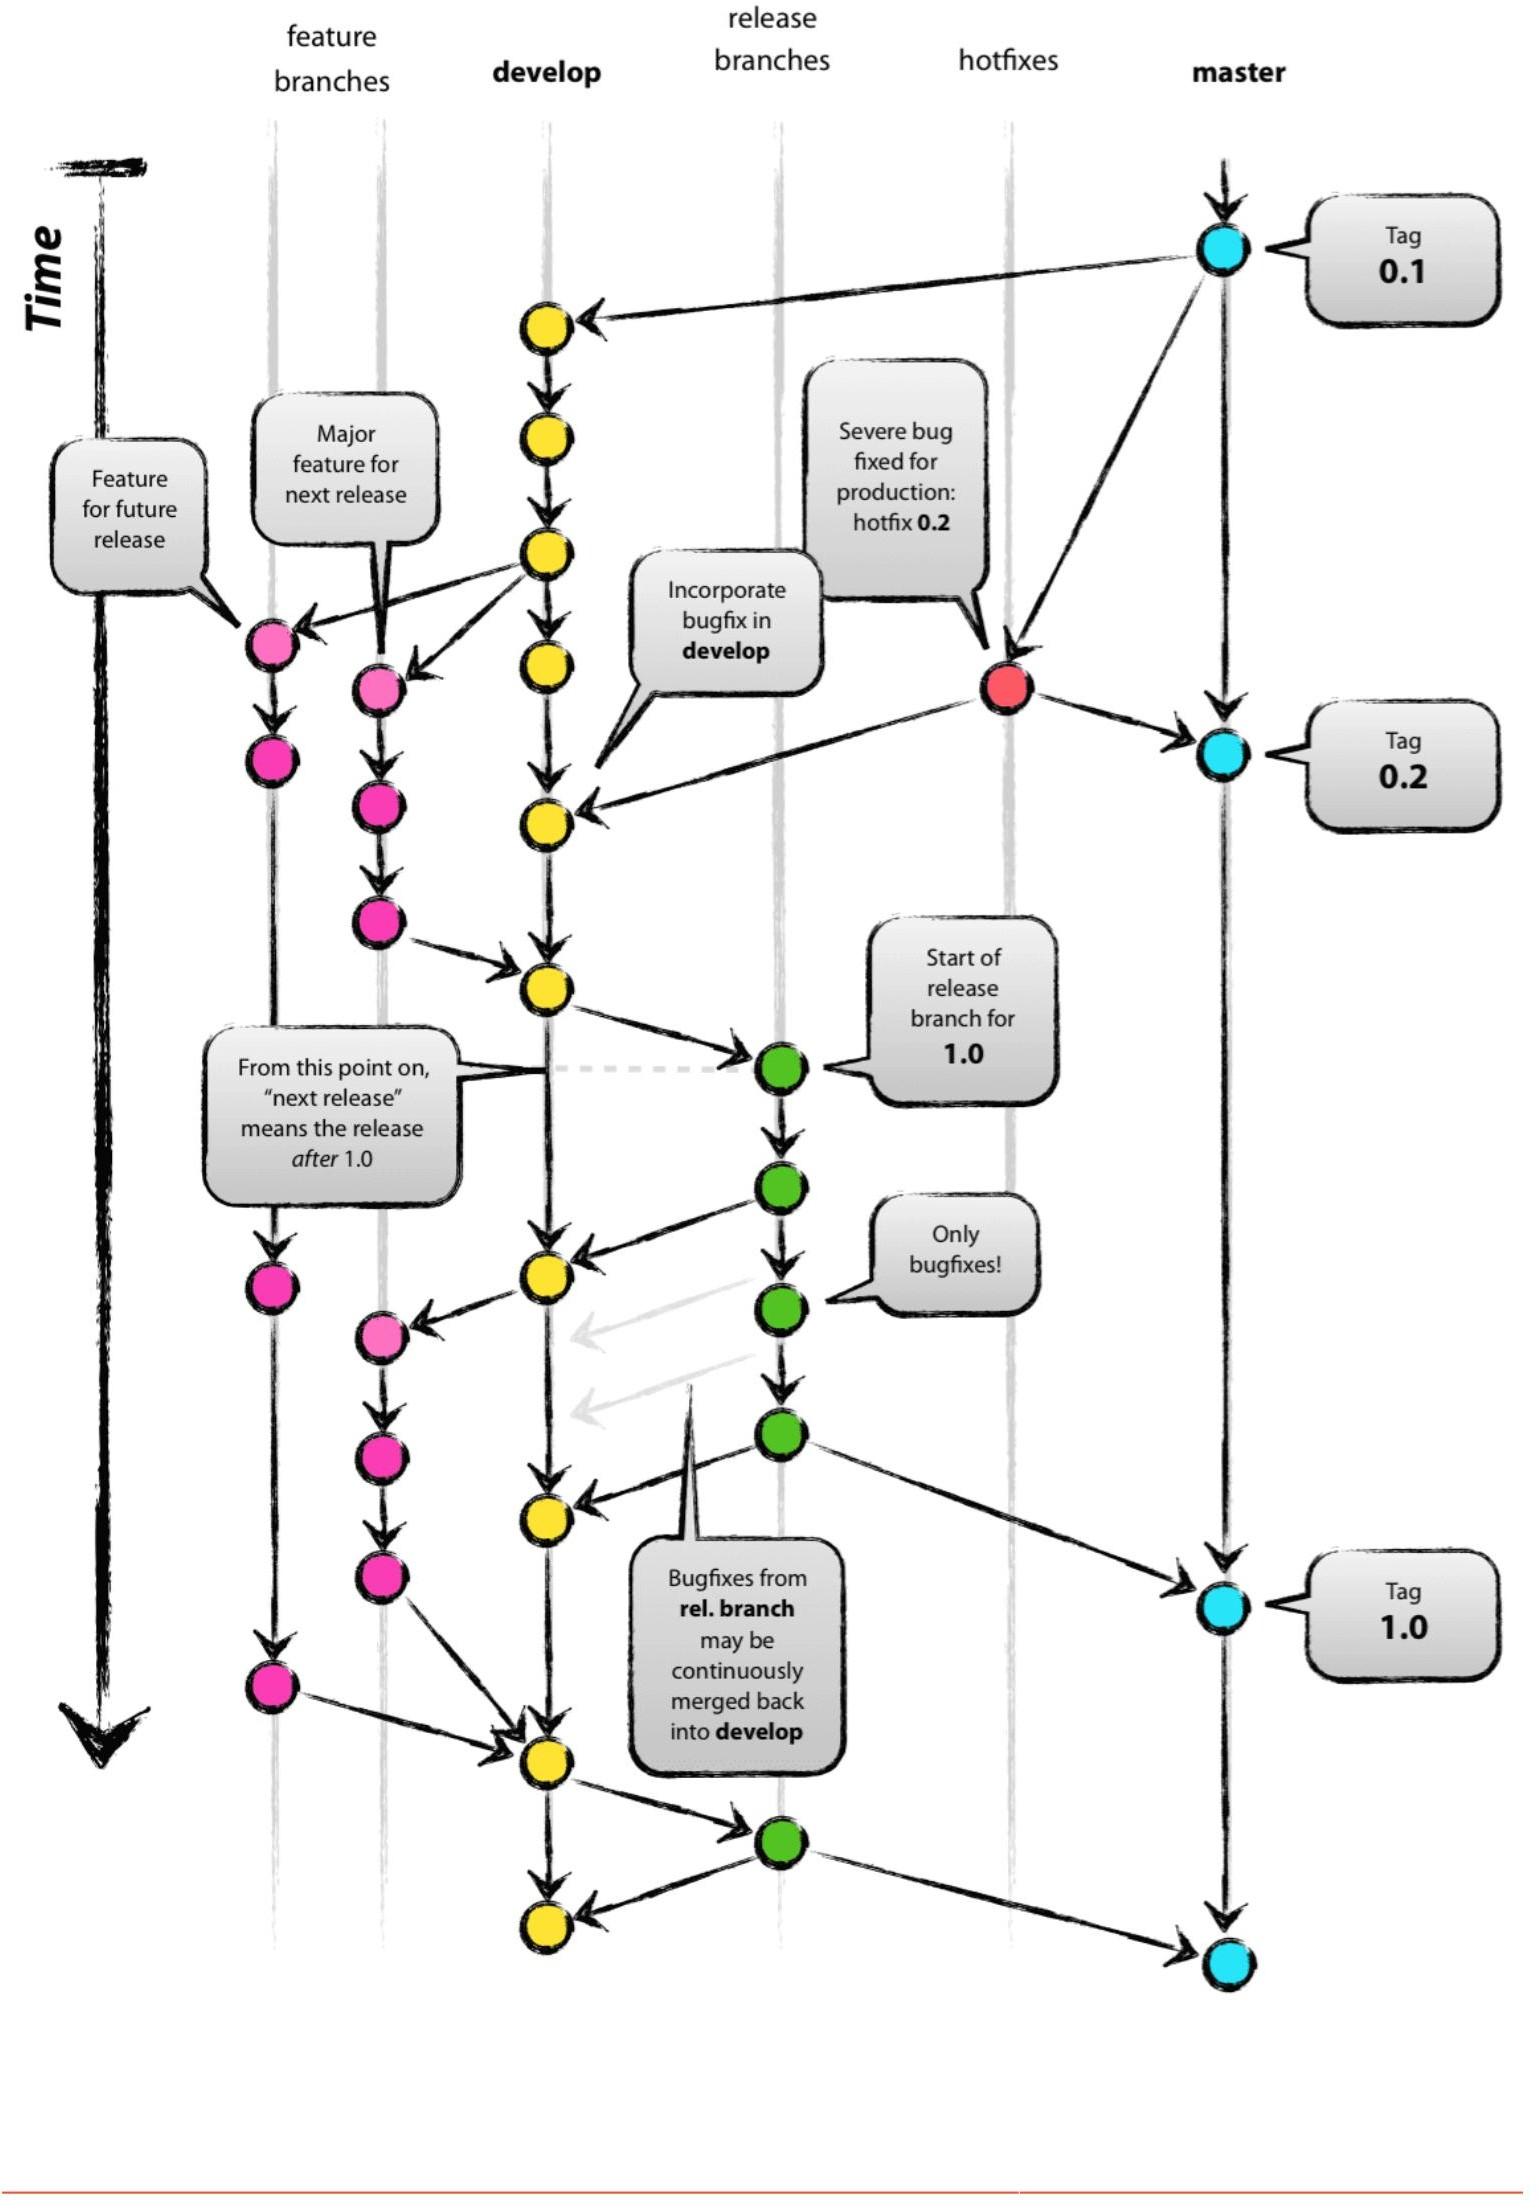 feature
branches
develop
release
branches
hotfixes
master
Time
Tag
0.1
Major
feature for
next release
Feature
for future
release
Severe bug
fixed for
production:
hotfix 0.2
Incorporate
bugfix in
develop
Tag
0.2
Start of
release
branch for
1.0
From this point on,
“next release”
means the release
after 1.0
Only
bugfixes!
Bugfixes from
rel. branch
may be
continuously
merged back
into develop
Tag
1.0